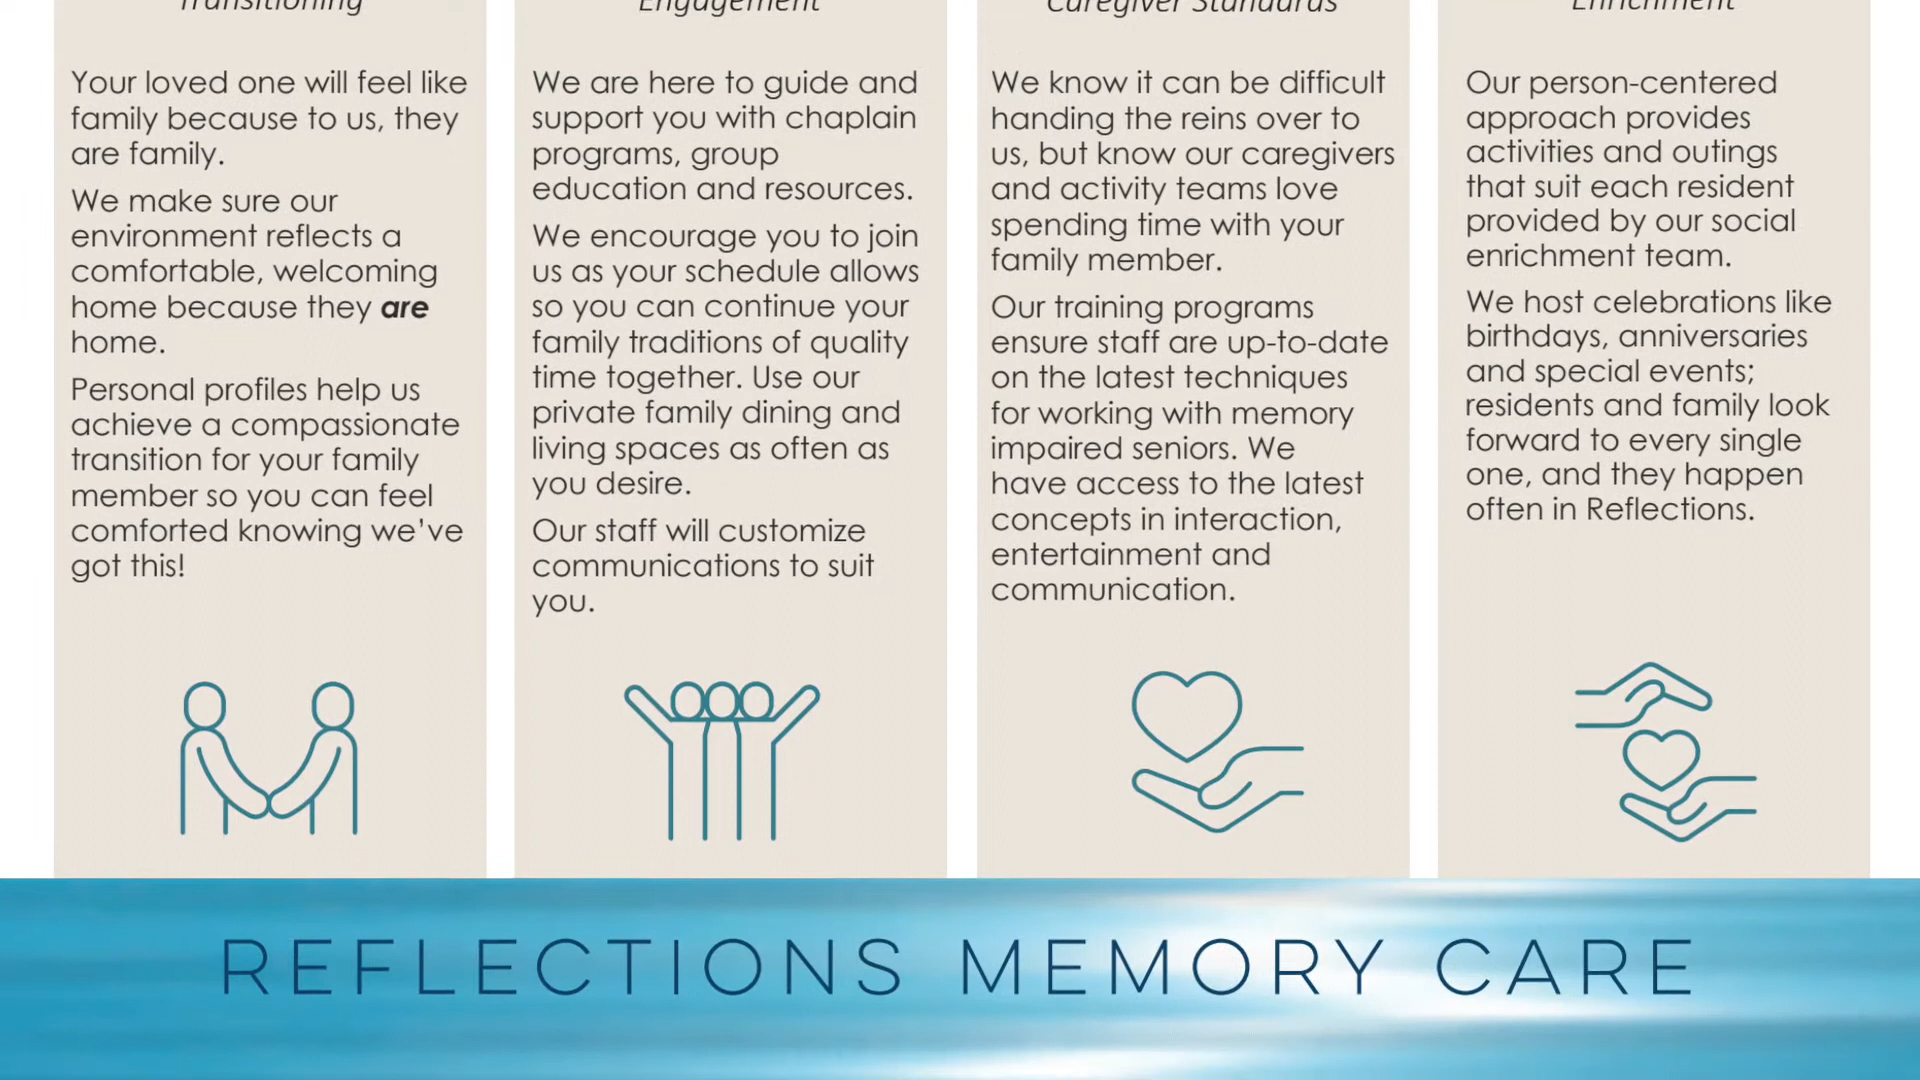 Transitioning
Your loved one will feel like
family because to us, they
are family.
We make sure our
environment reflects a
comfortable, welcoming
home because they are
home.
Personal profiles help us
achieve a compassionate
transition for your family
member so you can feel
comforted knowing we’ve
got this!
Engagement
We are here to guide and
support you with chaplain
programs, group
education and resources.
We encourage you to join
us as your schedule allows
so you can continue your
family traditions of quality
time together. Use our
private family dining and
living spaces as often as
you desire.
Our staff will customize
communications to suit
you.
Caregiver Standards
We know it can be difficult
handing the reins over to
us, but know our caregivers
and activity teams love
spending time with your
family member.
Our training programs
ensure staff are up-to-date
on the latest techniques
for working with memory
impaired seniors. We
have access to the latest
concepts in interaction,
entertainment and
communication.
Enrichment
Our person-centered
approach provides
activities and outings
that suit each resident
provided by our social
enrichment team.
We host celebrations like
birthdays, anniversaries
and special events;
residents and family look
forward to every single
one, and they happen
often in Reflections.
REFLECTIONS MEMORY CARE